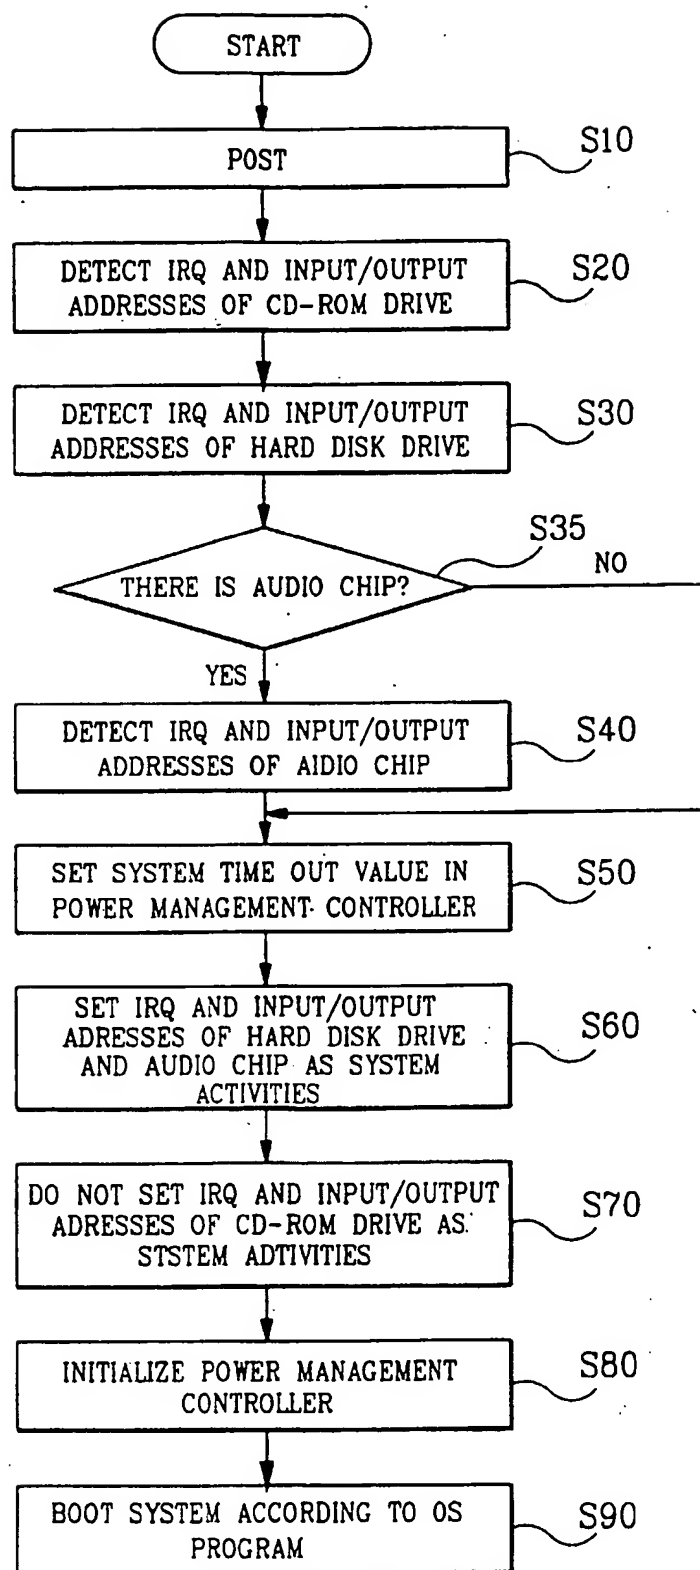 START
POST
S10
DETECT IRQ AND INPUT/OUTPUT
ADDRESSES OF CD-ROM DRIVE
S20
DETECT IRQ AND INPUT/OUTPUT
ADDRESSES OF HARD DISK DRIVE
S30
S35
THERE IS AUDIO CHIP?
NO
YES
DETECT IRQ AND INPUT/OUTPUT
ADDRESSES OF AIDIO CHIP
S40
SET SYSTEM TIME OUT VALUE IN
POWER MANAGEMENT CONTROLLER
S50
SET IRQ AND INPUT/OUTPUT
ADRESSES OF HARD DISK DRIVE
AND AUDIO CHIP AS SYSTEM
ACTIVITIES
S60
DO NOT SET IRQ AND INPUT/OUTPUT
ADRESSES OF CD-ROM DRIVE AS
STSTEM ADTIVITIES
S70
INITIALIZE POWER MANAGEMENT
CONTROLLER
S80
BOOT SYSTEM ACCORDING TO OS
PROGRAM
S90